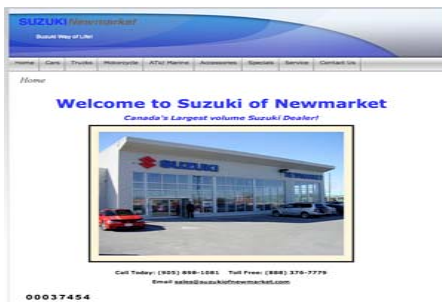 SUZUKI Newmarket
Suzuki Way of Life!
Home Cars Trucks Motorcycle ATV/ Marine Accessories Specials Service Contact Us
Home
Welcome to Suzuki of Newmarket
Canada's Largest volume Suzuki Dealer!
SUZUKI
Call Today: (905) 898-1081 Toll Free: (888) 376-7779
Email sales@suzukiofnewmarket.com
00037454